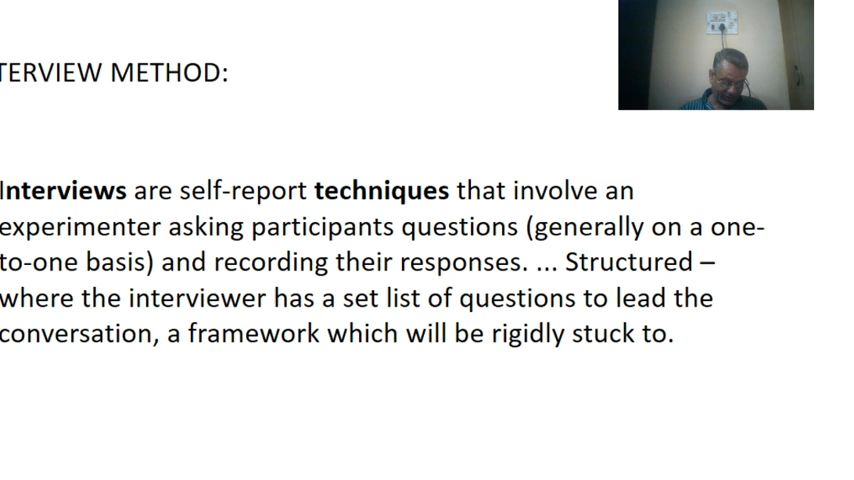 TERVIEW METHOD:
Interviews are self-report techniques that involve an
experimenter asking participants questions (generally on a one-
to-one basis) and recording their responses. ... Structured –
where the interviewer has a set list of questions to lead the
conversation, a framework which will be rigidly stuck to.